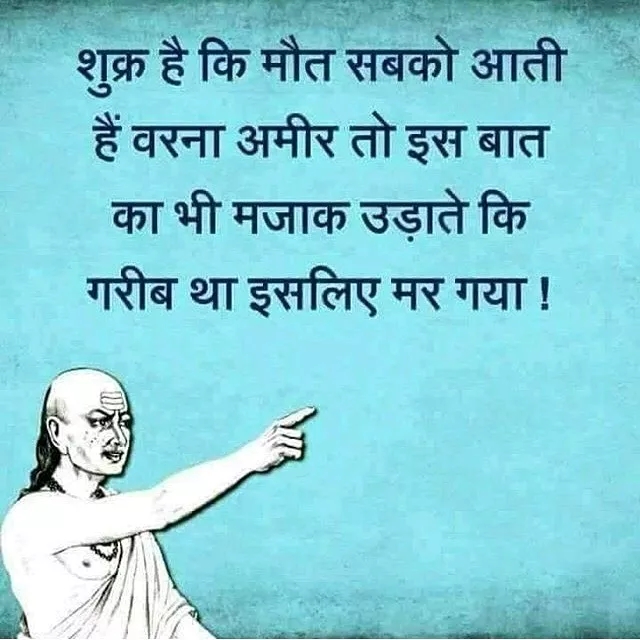 शुक्र है कि मौत सबको आती
हैं वरना अमीर तो इस बात
का भी मजाक उड़ाते कि
गरीब था इसलिए मर गया !